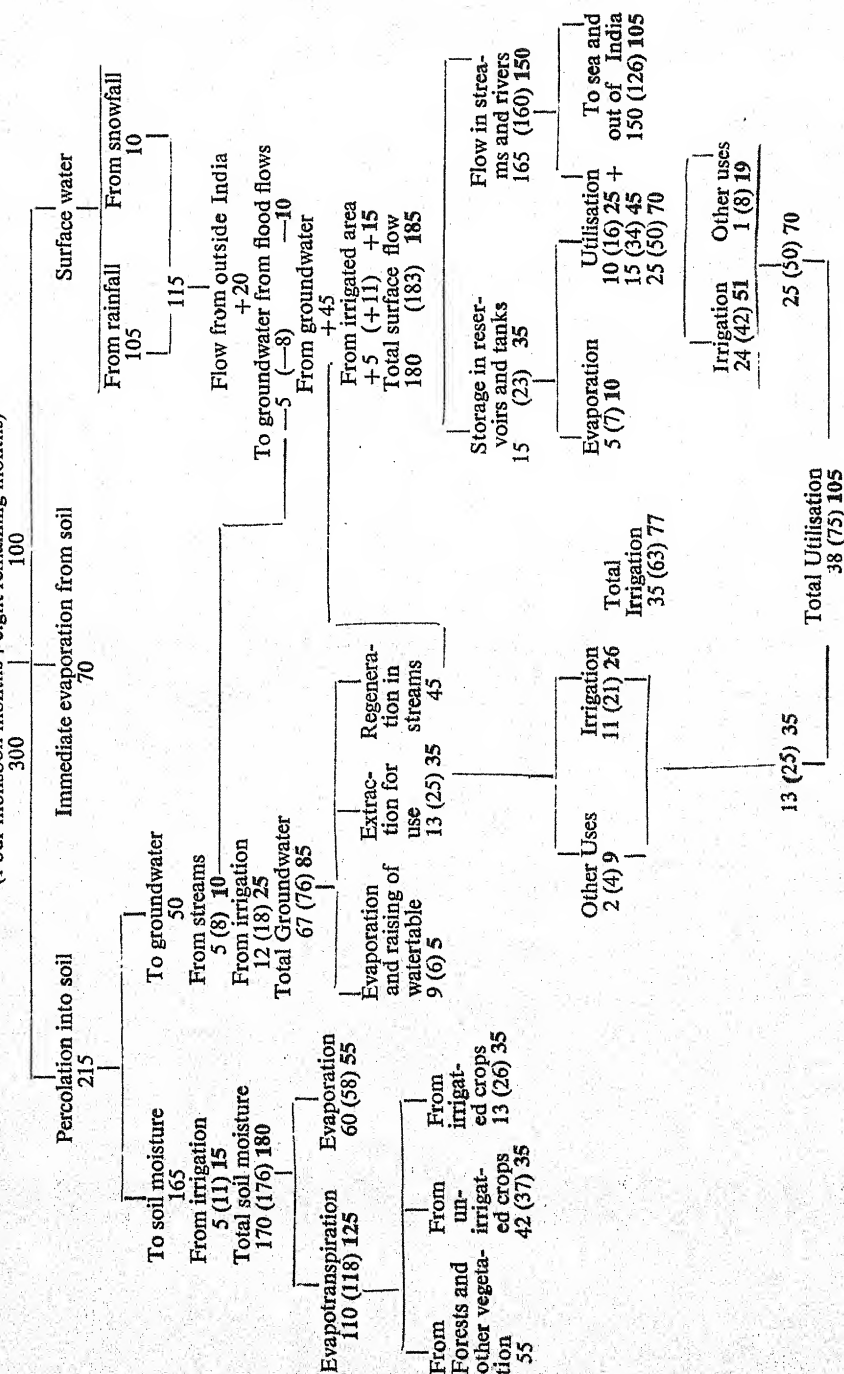 (Four monsoon months / eight remaining months)
300 100
Percolation into soil
215
Immediate evaporation from soil
70
Surface water
From rainfall
105
From snowfall
10
115
Flow from outside India
+20
To groundwater from flood flows
—5 (—8) —10
From groundwater
+45
From irrigated area
+5 (+11) +15
Total surface flow
180 (183) 185
To soil moisture
165
From irrigation
5 (11) 15
Total soil moisture
170 (176) 180
To groundwater
50
From streams
5 (8) 10
From irrigation
12 (18) 25
Total Groundwater
67 (76) 85
Evapotranspiration
110 (118) 125
Evaporation
60 (58) 55
Evaporation
and raising of
watertable
9 (6) 5
Extrac-
tion for
use
13 (25) 35
Regenera-
tion in
streams
45
Storage in reser-
voirs and tanks
15 (23) 35
Flow in strea-
ms and rivers
165 (160) 150
From
Forests and
other vegeta-
tion
55
From
un-
irrigat-
ed crops
42 (37) 35
From
irrigat-
ed crops
13 (26) 35
Evaporation
5 (7) 10
Utilisation
10 (16) 25 +
15 (34) 45
25 (50) 70
To sea and
out of India
150 (126) 105
Other Uses
2 (4) 9
Irrigation
11 (21) 26
Total
Irrigation
35 (63) 77
Irrigation
24 (42) 51
Other uses
1 (8) 19
13 (25) 35
25 (50) 70
Total Utilisation
38 (75) 105